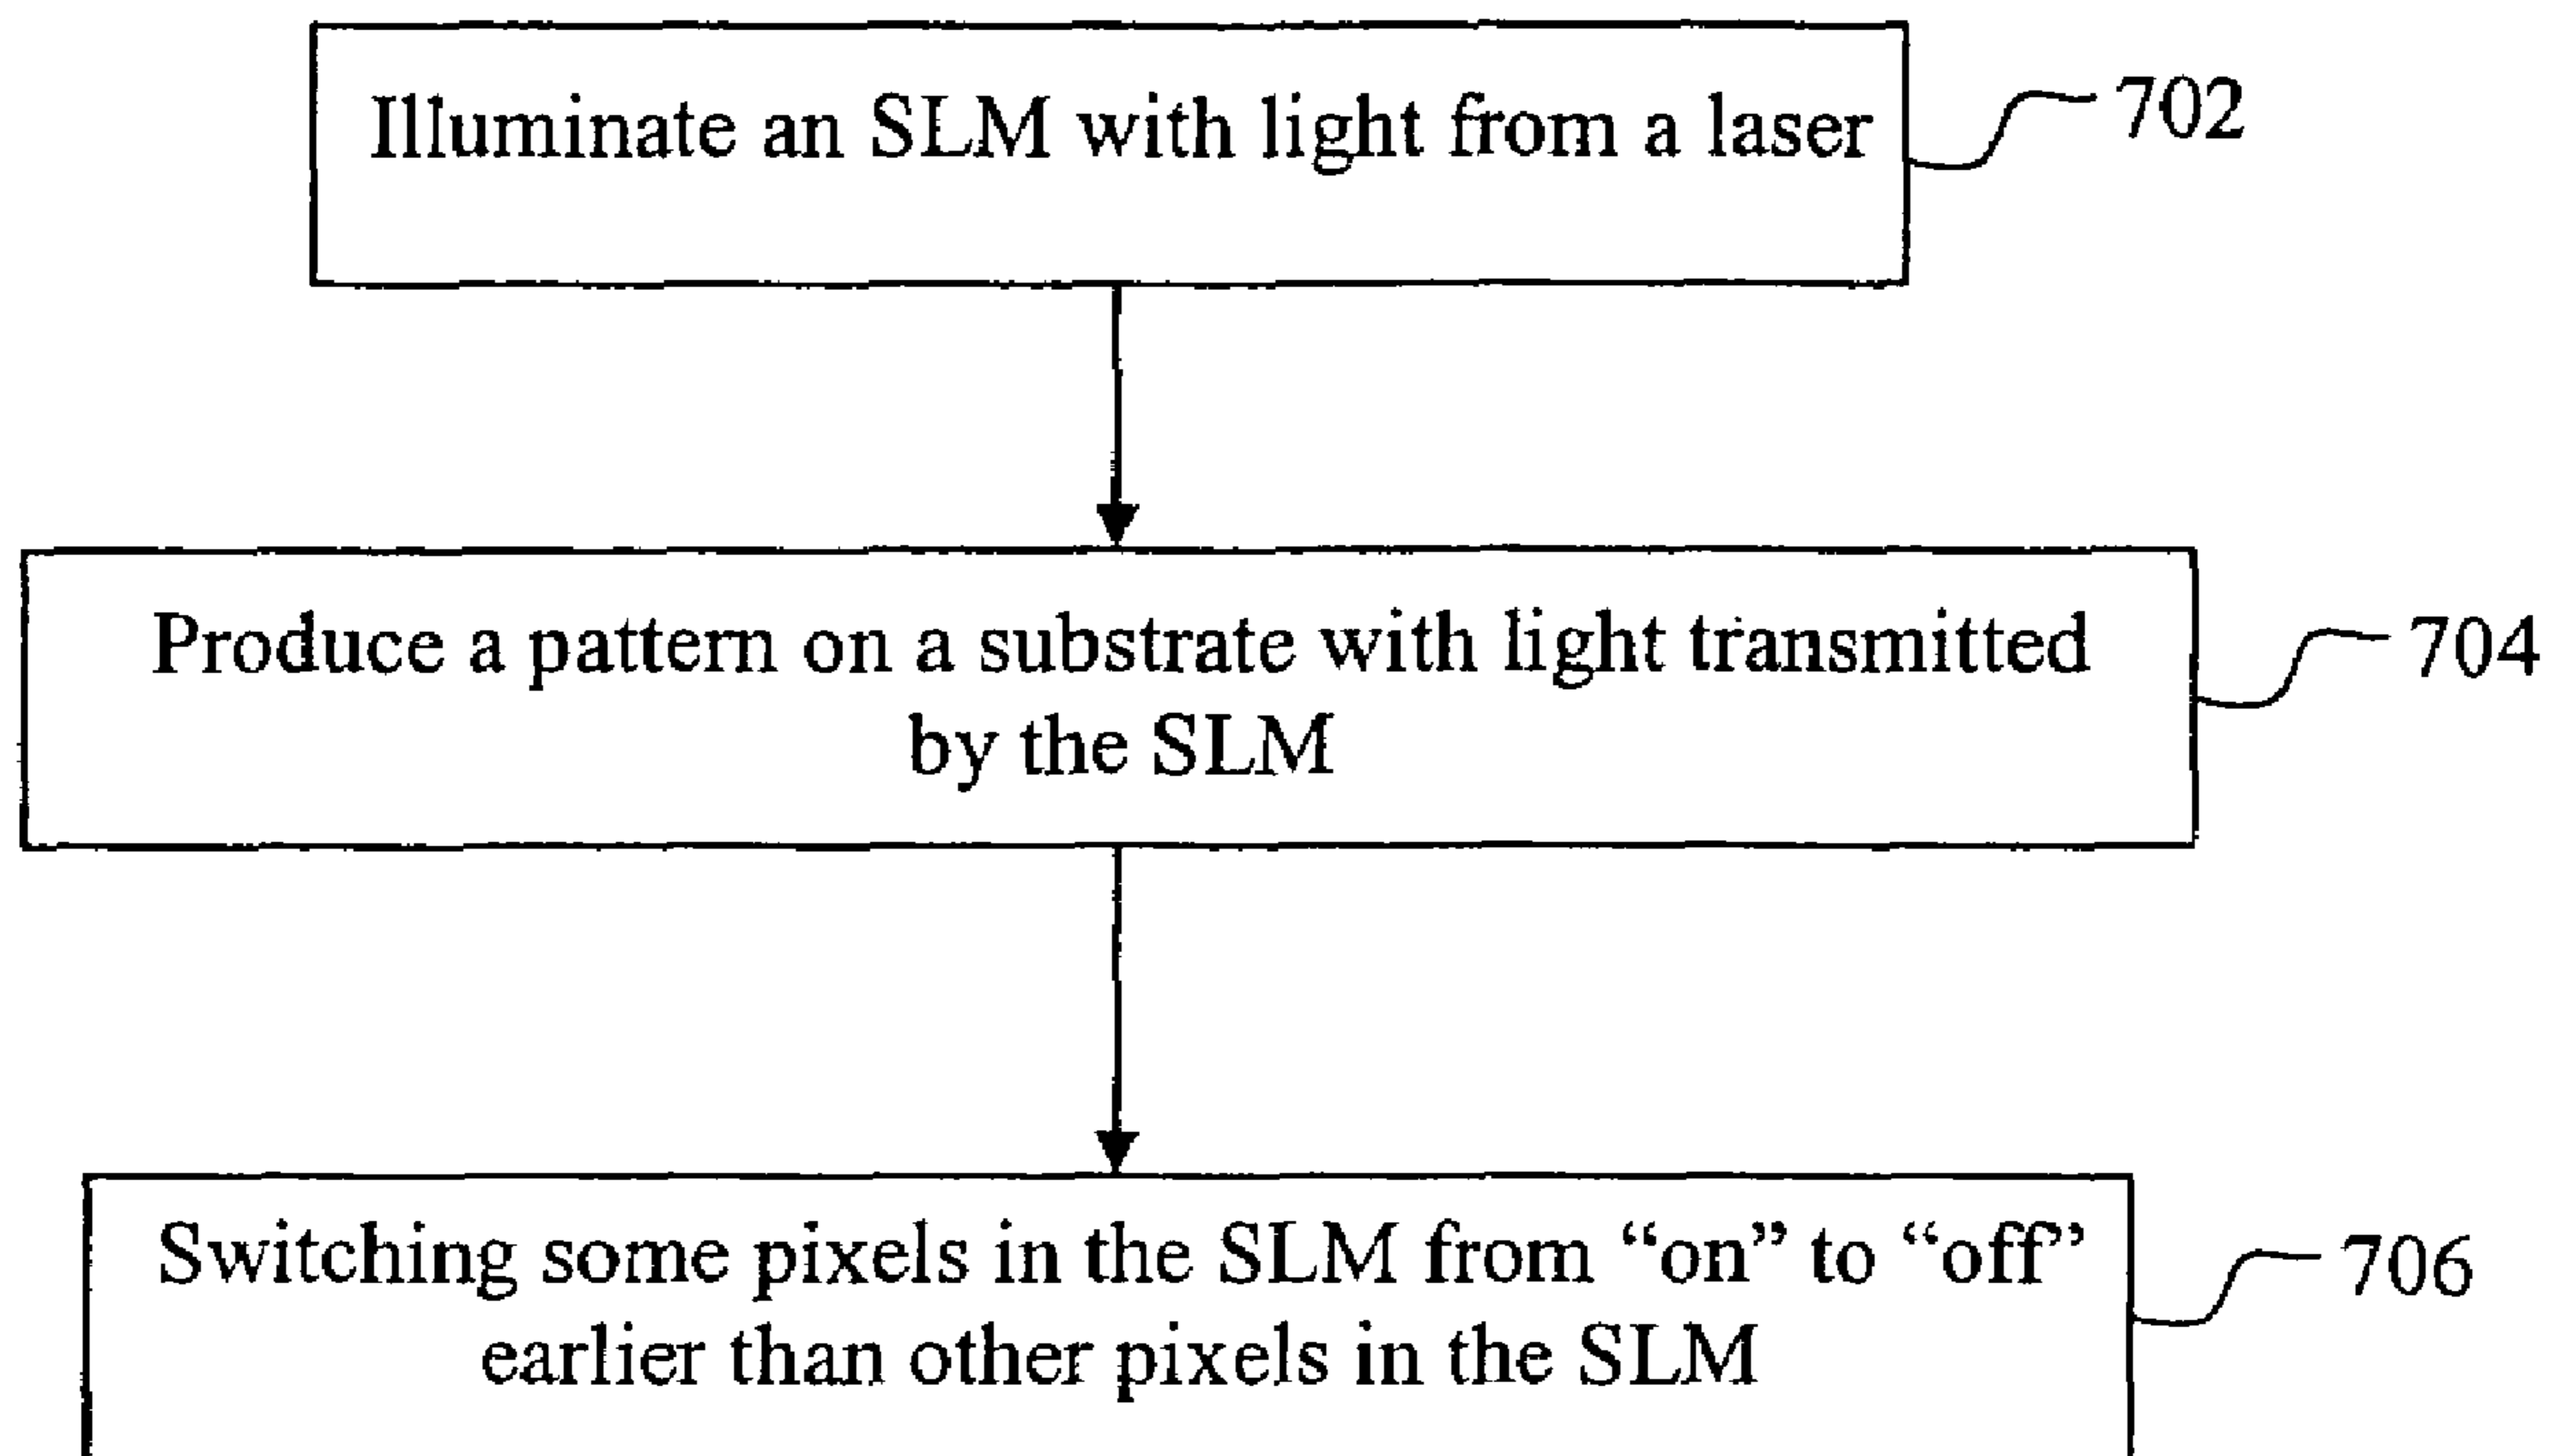 Illuminate an SLM with light from a laser
702
Produce a pattern on a substrate with light transmitted
by the SLM
704
Switching some pixels in the SLM from “on” to “off”
earlier than other pixels in the SLM
706